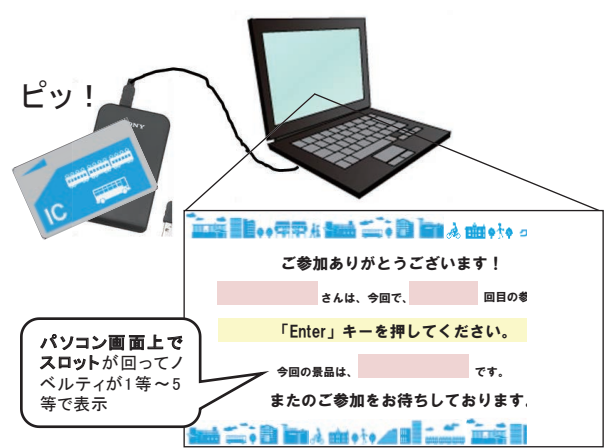 ピッ！
SONY
IC
ご参加ありがとうございます！
さんは、今回で、 回目の参
「Enter」キーを押してください。
今回の景品は、 です。
またのご参加をお待ちしております.
パソコン画面上で
スロットが回ってノ
ベルティが1等～5
等で表示